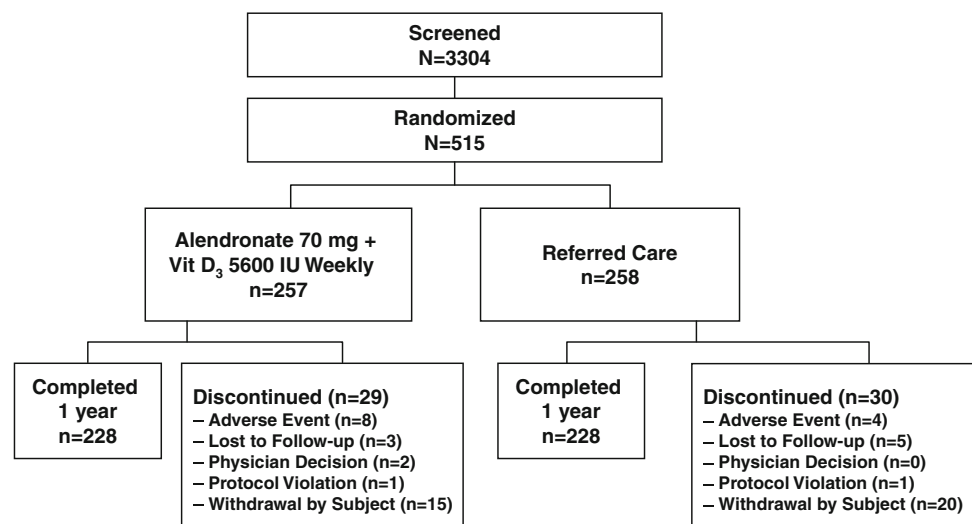 Screened
N=3304
Randomized
N=515
Alendronate 70 mg +
Vit D₃ 5600 IU Weekly
n=257
Referred Care
n=258
Completed
1 year
n=228
Discontinued (n=29)
– Adverse Event (n=8)
– Lost to Follow-up (n=3)
– Physician Decision (n=2)
– Protocol Violation (n=1)
– Withdrawal by Subject (n=15)
Completed
1 year
n=228
Discontinued (n=30)
– Adverse Event (n=4)
– Lost to Follow-up (n=5)
– Physician Decision (n=0)
– Protocol Violation (n=1)
– Withdrawal by Subject (n=20)